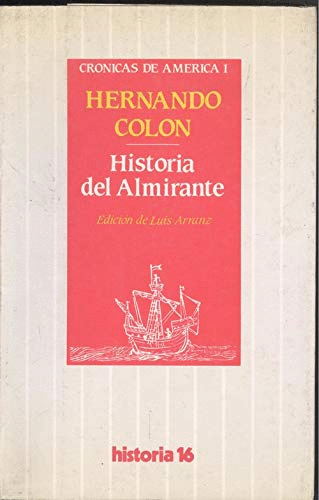 CRONICAS DE AMERICA 1
HERNANDO
COLON
Historia
del Almirante
Edición de Luis Arranz
historia 16